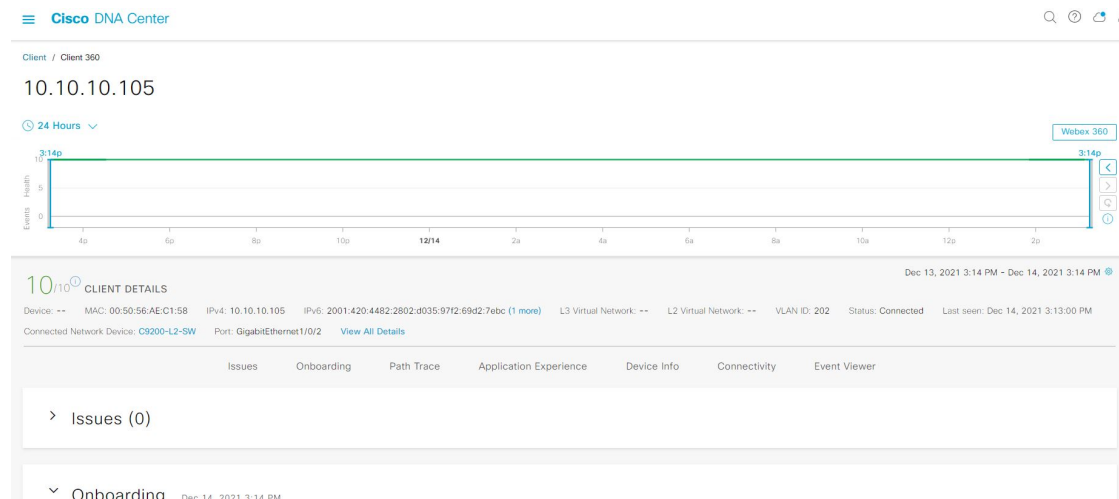 Cisco DNA Center
Client / Client 360
10.10.10.105
24 Hours
Webex 360
3:14p 3:14p
10
5
0
Health
Events
4p 6p 8p 10p 12/14 2a 4a 6a 8a 10a 12p 2p
Dec 13, 2021 3:14 PM - Dec 14, 2021 3:14 PM
10/10 CLIENT DETAILS
Device: -- MAC: 00:50:56:AE:C1:58 IPv4: 10.10.10.105 IPv6: 2001:420:4482:2802:d035:97f2:69d2:7ebc (1 more) L3 Virtual Network: -- L2 Virtual Network: -- VLAN ID: 202 Status: Connected Last seen: Dec 14, 2021 3:13:00 PM
Connected Network Device: C9200-L2-SW Port: GigabitEthernet1/0/2 View All Details
Issues Onboarding Path Trace Application Experience Device Info Connectivity Event Viewer
Issues (0)
Onboarding Dec 14, 2021 3:14 PM